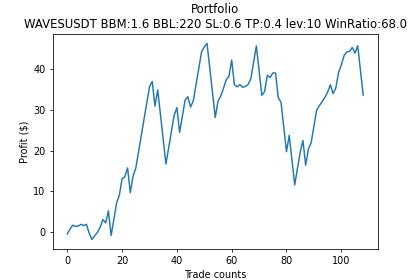 Portfolio
WAVESUSDT BBM:1.6 BBL:220 SL:0.6 TP:0.4 lev:10 WinRatio:68.0
Profit ($)
40
30
20
10
0
0
20
40
60
80
100
Trade counts